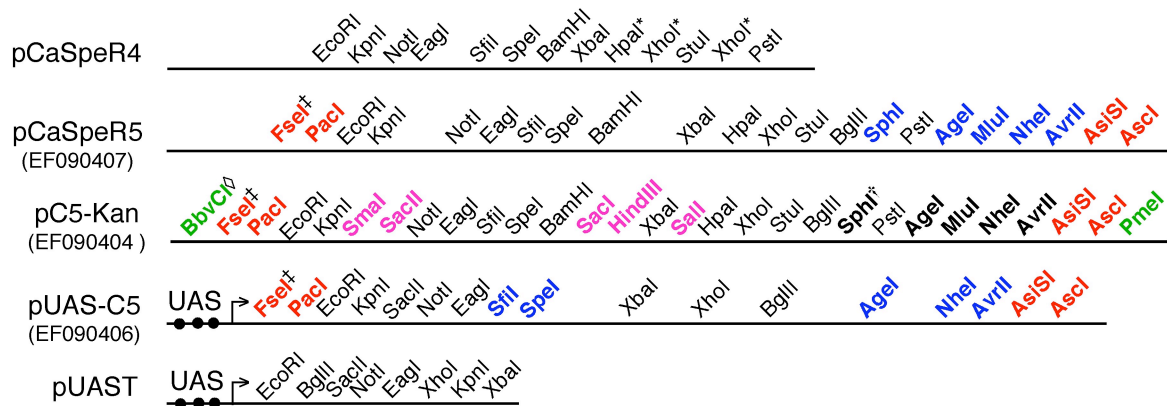 pCaSpeR4 EcoRI KpnI NotI EagI SfiI SpeI BamHI XbaI HpaI* XhoI* StuI XhoI* PstI
pCaSpeR5 FseI‡ PacI EcoRI KpnI NotI EagI SfiI SpeI BamHI XbaI HpaI XhoI StuI BglII SphI PstI AgeI MluI NheI AvrII AsiSI AscI
(EF090407)
pC5-Kan BbvCI◊ FseI‡ PacI EcoRI KpnI SmaI SacII NotI EagI SfiI SpeI BamHI SacI HindIII XbaI SalI HpaI XhoI StuI BglII SphI† PstI AgeI MluI NheI AvrII AsiSI AscI PmeI
(EF090404 )
pUAS-C5 UAS FseI‡ PacI EcoRI KpnI SacII NotI EagI SfiI SpeI XbaI XhoI BglII AgeI NheI AvrII AsiSI AscI
(EF090406)
pUAST UAS EcoRI BglII SacII NotI EagI XhoI KpnI XbaI